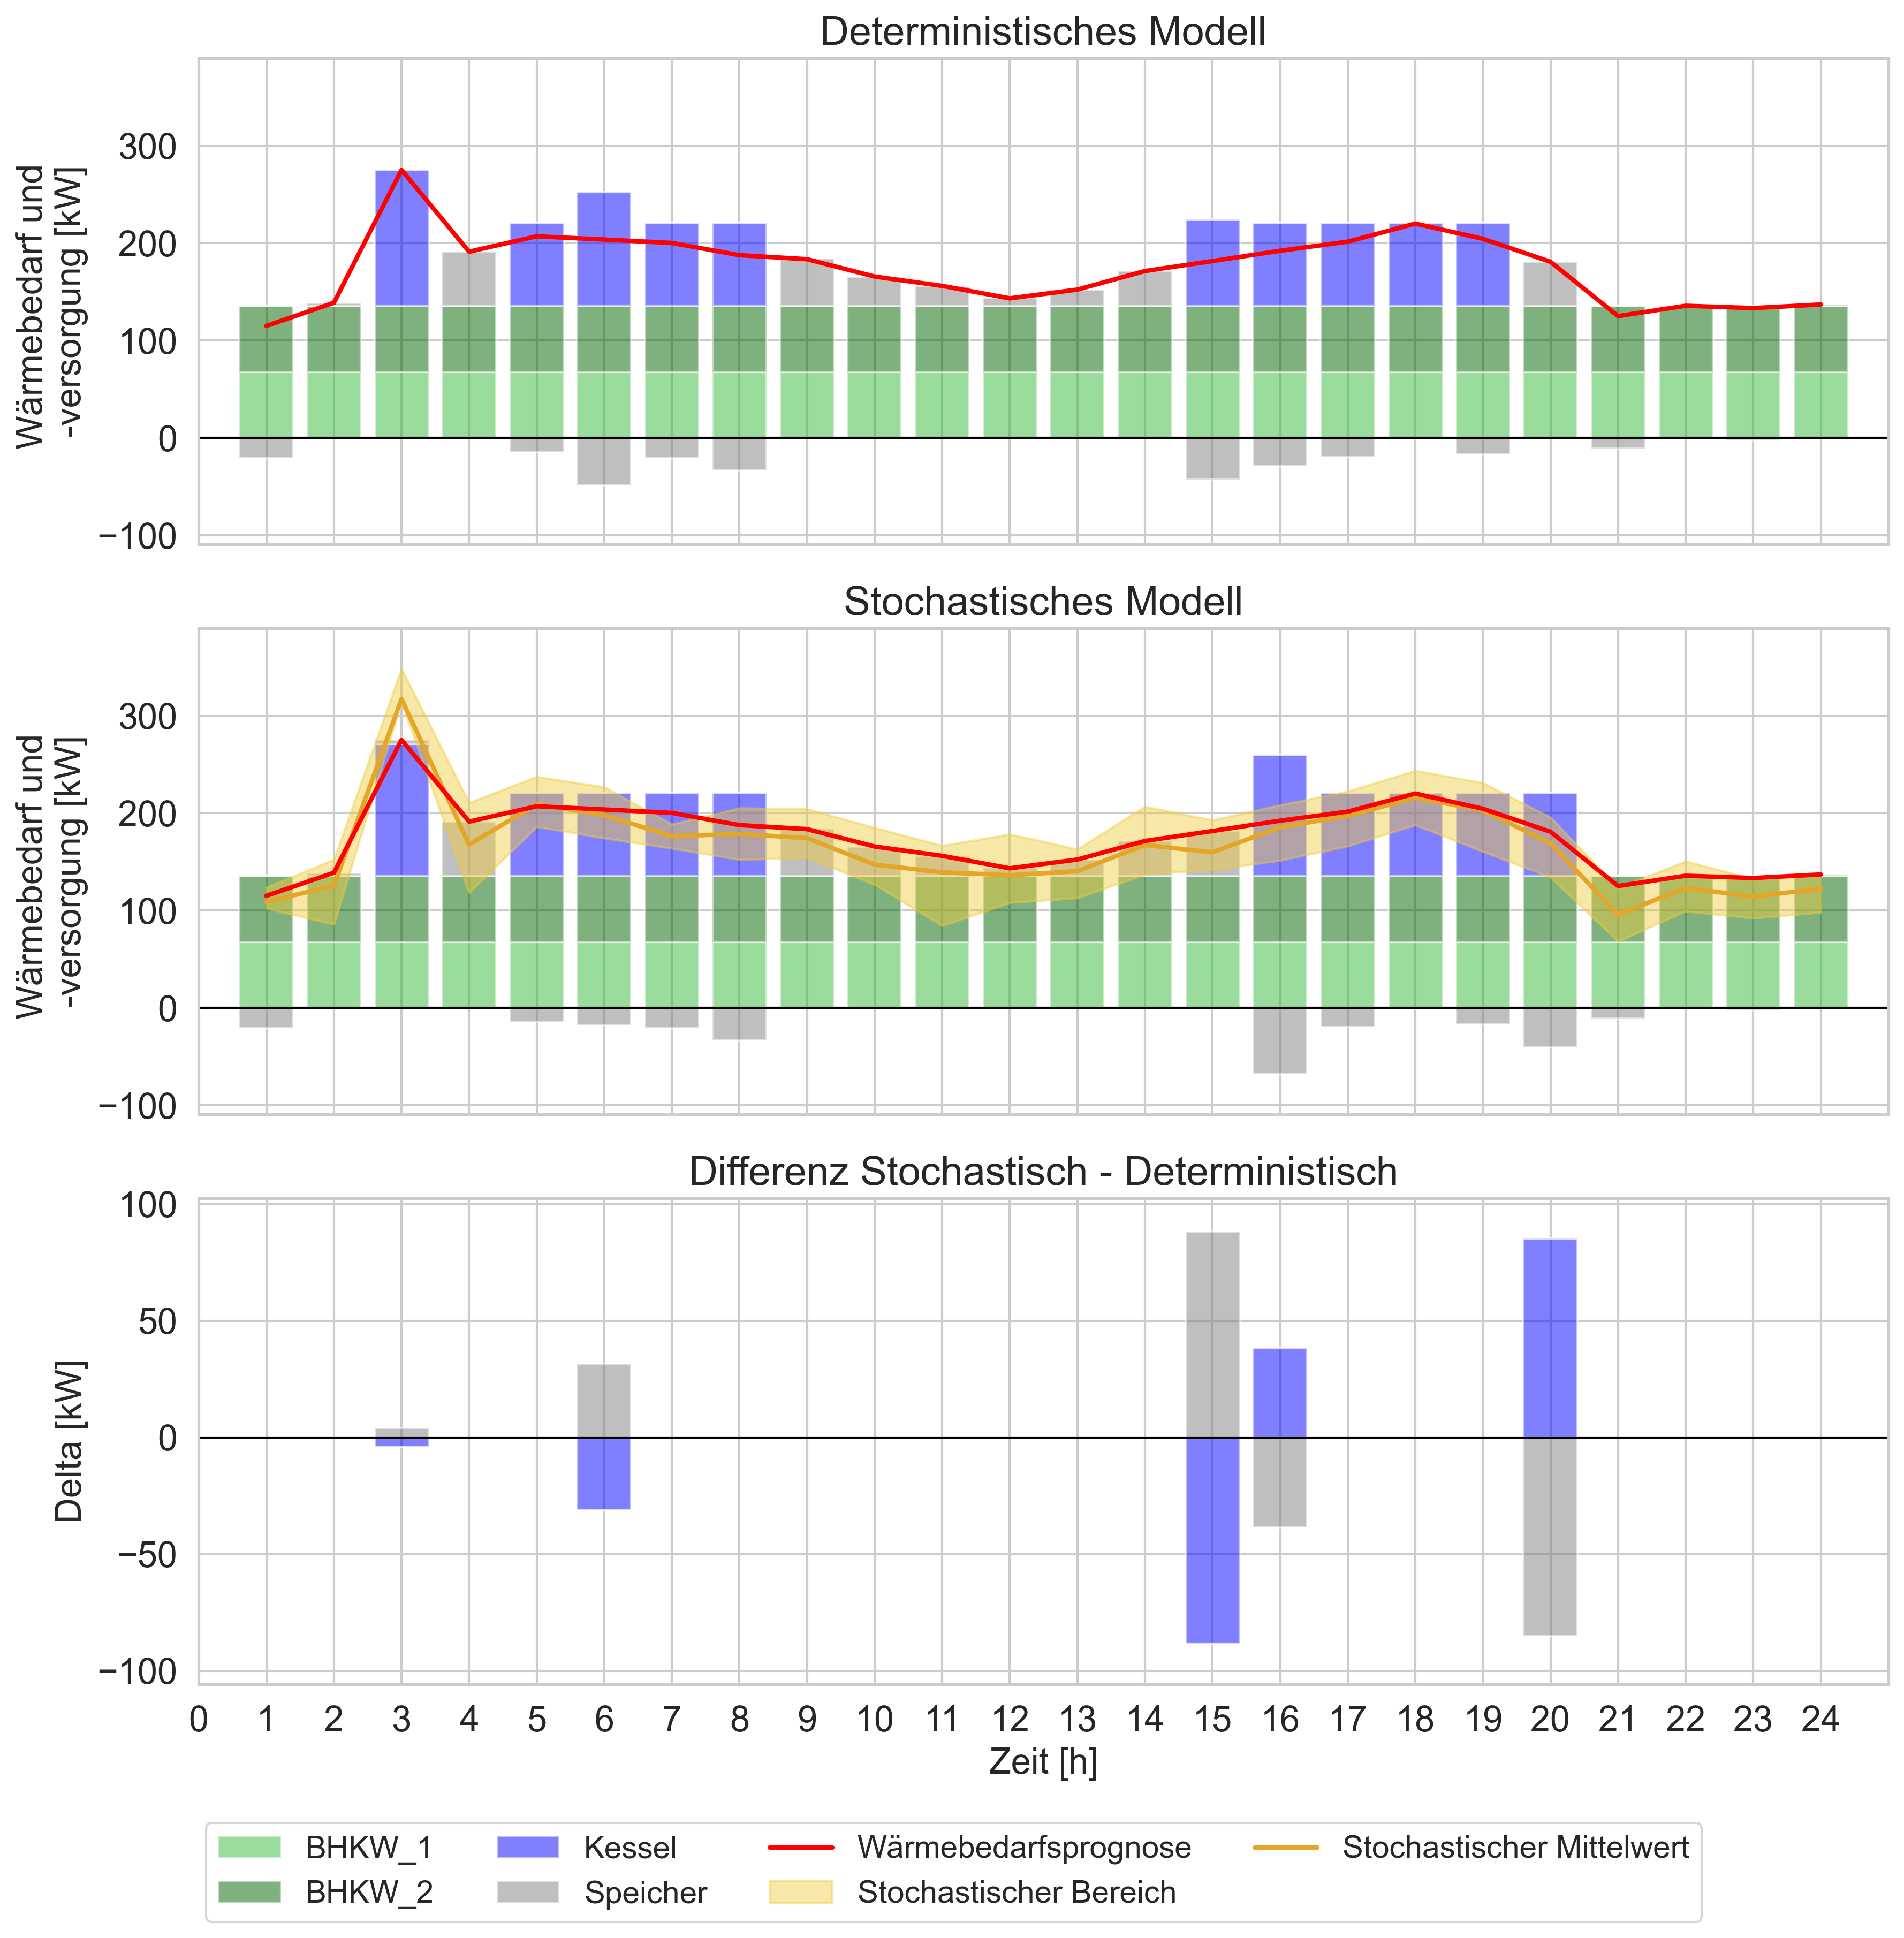 Deterministisches Modell
Wärmebedarf und
-versorgung [kW]
300
200
100
0
−100
Stochastisches Modell
Wärmebedarf und
-versorgung [kW]
300
200
100
0
−100
Differenz Stochastisch - Deterministisch
Delta [kW]
100
50
0
−50
−100
0 1 2 3 4 5 6 7 8 9 10 11 12 13 14 15 16 17 18 19 20 21 22 23 24
Zeit [h]
BHKW_1 Kessel Wärmebedarfsprognose Stochastischer Mittelwert
BHKW_2 Speicher Stochastischer Bereich